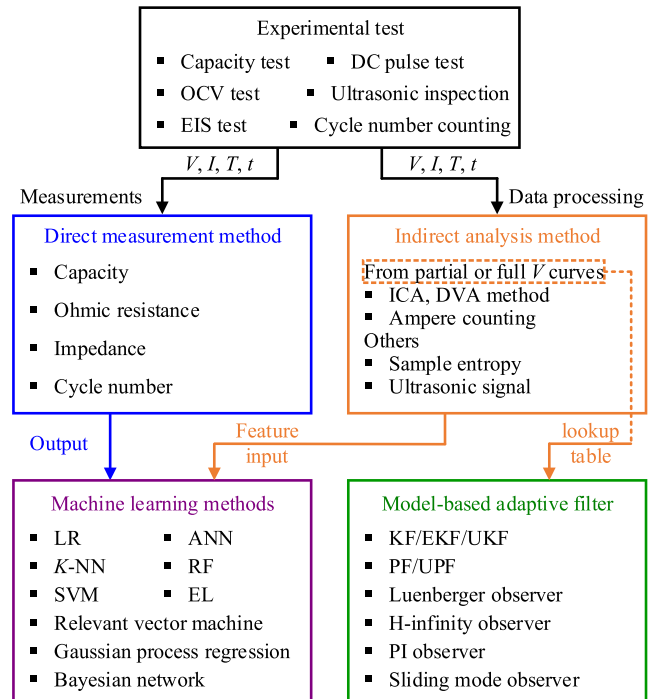 Experimental test
▪ Capacity test ▪ DC pulse test
▪ OCV test ▪ Ultrasonic inspection
▪ EIS test ▪ Cycle number counting
V, I, T, t V, I, T, t
Measurements Data processing
Direct measurement method
▪ Capacity
▪ Ohmic resistance
▪ Impedance
▪ Cycle number
Indirect analysis method
From partial or full V curves
▪ ICA, DVA method
▪ Ampere counting
Others
▪ Sample entropy
▪ Ultrasonic signal
Output
Feature
input
lookup
table
Machine learning methods
▪ LR ▪ ANN
▪ K-NN ▪ RF
▪ SVM ▪ EL
▪ Relevant vector machine
▪ Gaussian process regression
▪ Bayesian network
Model-based adaptive filter
▪ KF/EKF/UKF
▪ PF/UPF
▪ Luenberger observer
▪ H-infinity observer
▪ PI observer
▪ Sliding mode observer